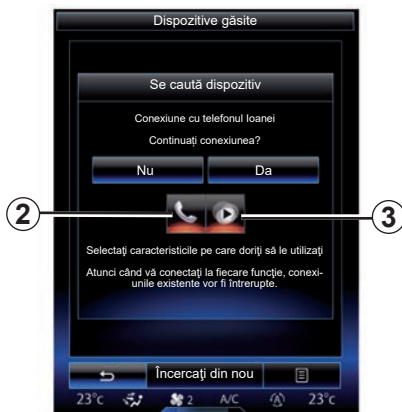 Dispozitive găsite
Se caută dispozitiv
Conexiune cu telefonul Ioanei
Continuați conexiunea?
Nu
Da
2
3
Selectați caracteristicile pe care doriți să le utilizați
Atunci când vă conectați la fiecare funcție, conexi-
unile existente vor fi întrerupte.
Încercați din nou
23°c
2
A/C
A
23°c